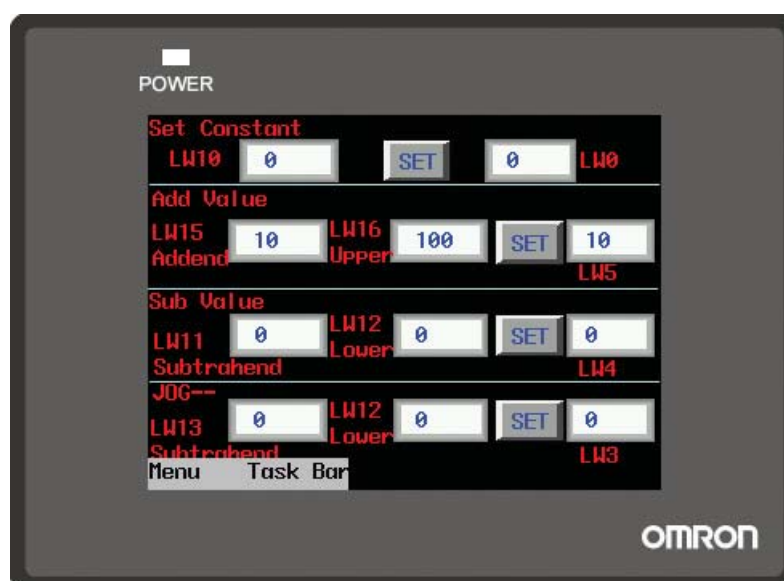 POWER
Set Constant
LW10 0 SET 0 LW0
Add Value
LW15 Addend 10 LW16 Upper 100 SET 10 LW5
Sub Value
LW11 Subtrahend 0 LW12 Lower 0 SET 0 LW4
JOG--
LW13 Subtrahend 0 LW12 Lower 0 SET 0 LW3
Menu Task Bar
OMRON